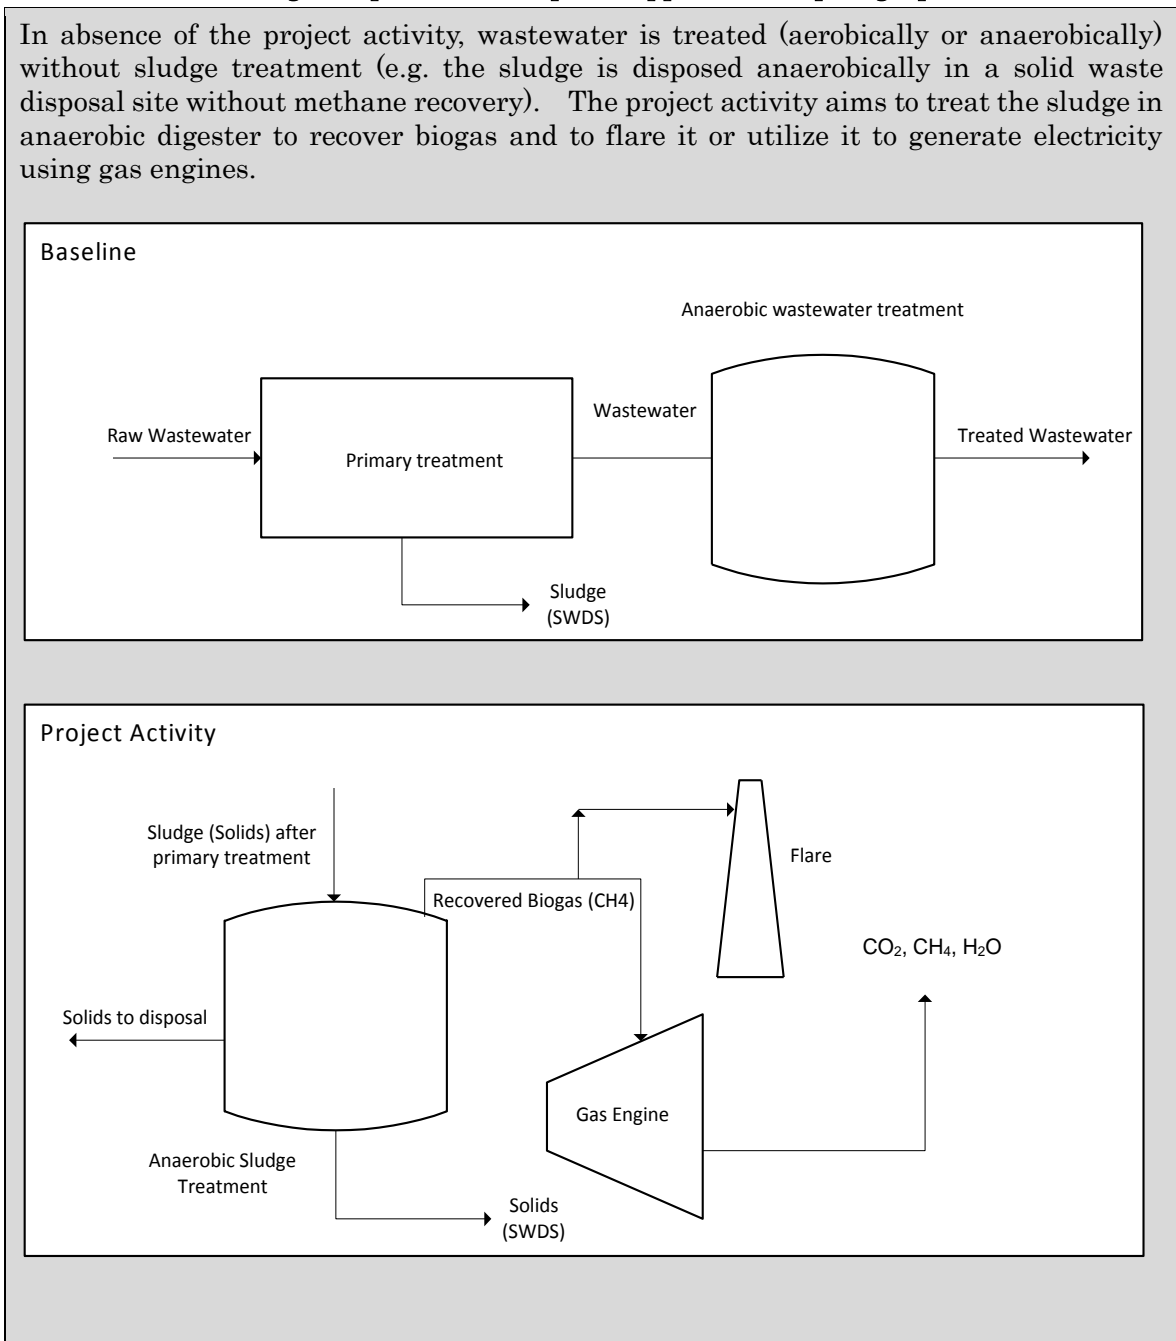 In absence of the project activity, wastewater is treated (aerobically or anaerobically)
without sludge treatment (e.g. the sludge is disposed anaerobically in a solid waste
disposal site without methane recovery). The project activity aims to treat the sludge in
anaerobic digester to recover biogas and to flare it or utilize it to generate electricity
using gas engines.
Baseline
Anaerobic wastewater treatment
Wastewater
Raw Wastewater
Treated Wastewater
Primary treatment
Sludge
(SWDS)
Project Activity
Sludge (Solids) after
primary treatment
Flare
Recovered Biogas (CH4)
CO₂, CH₄, H₂O
Solids to disposal
Gas Engine
Anaerobic Sludge
Treatment
Solids
(SWDS)